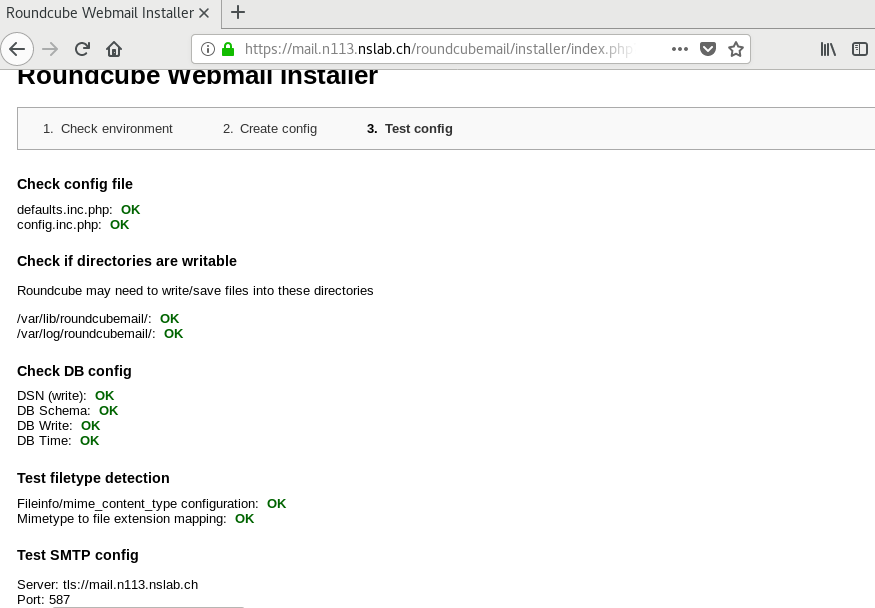 Roundcube Webmail Installer
https://mail.n113.nslab.ch/roundcubemail/installer/index.php
Roundcube Webmail Installer
1. Check environment 2. Create config 3. Test config
Check config file
defaults.inc.php: OK
config.inc.php: OK
Check if directories are writable
Roundcube may need to write/save files into these directories
/var/lib/roundcubemail/: OK
/var/log/roundcubemail/: OK
Check DB config
DSN (write): OK
DB Schema: OK
DB Write: OK
DB Time: OK
Test filetype detection
Fileinfo/mime_content_type configuration: OK
Mimetype to file extension mapping: OK
Test SMTP config
Server: tls://mail.n113.nslab.ch
Port: 587